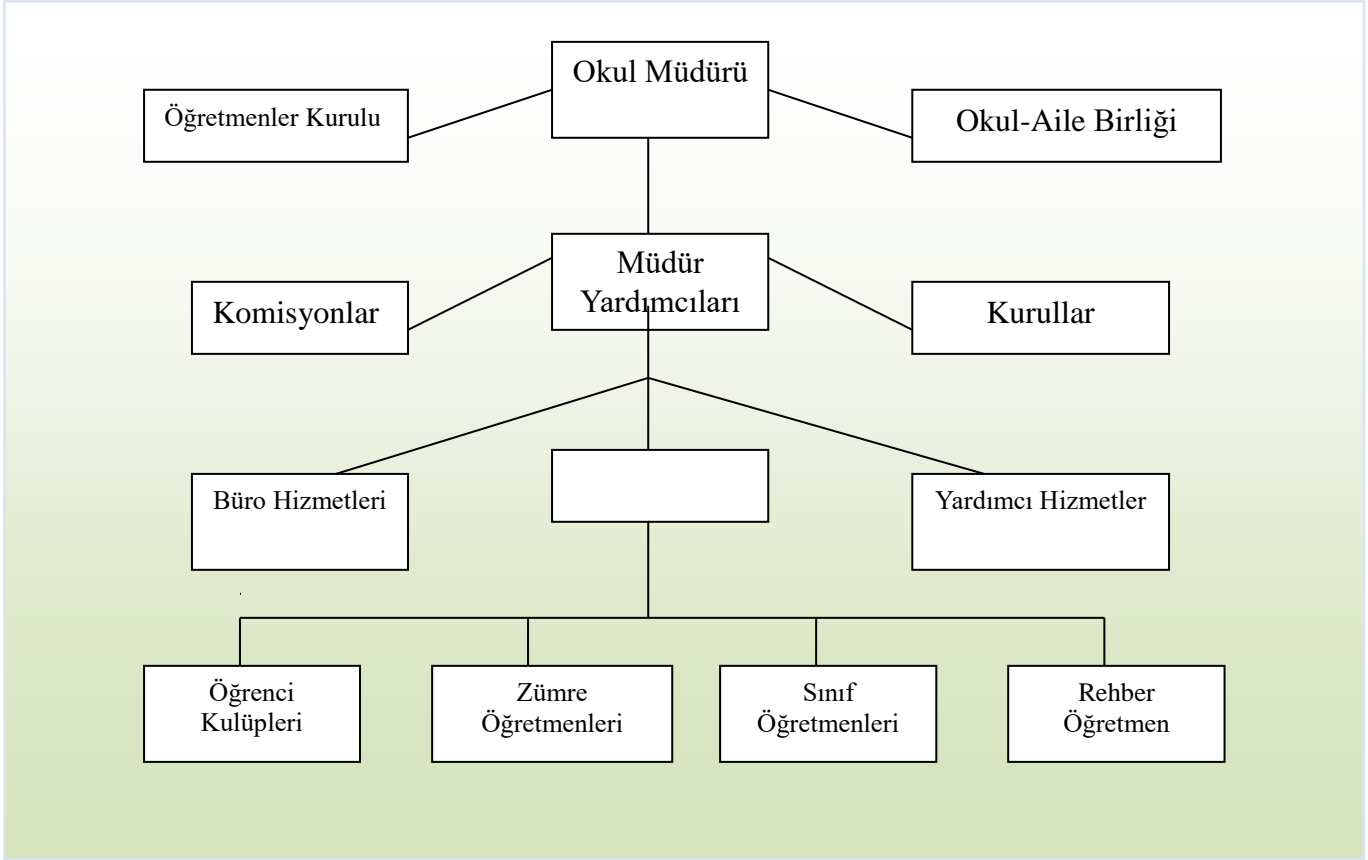 Okul Müdürü
Öğretmenler Kurulu
Okul-Aile Birliği
Müdür
Yardımcıları
Komisyonlar
Kurullar
Büro Hizmetleri
Yardımcı Hizmetler
Öğrenci
Kulüpleri
Zümre
Öğretmenleri
Sınıf
Öğretmenleri
Rehber
Öğretmen